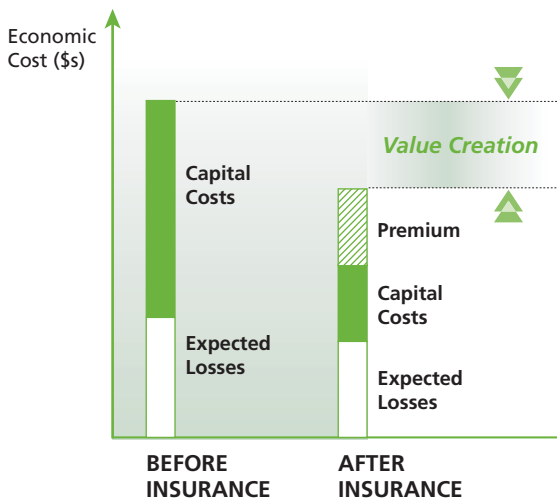 Economic
Cost ($s)
Value Creation
Capital
Costs
Premium
Capital
Costs
Expected
Losses
Expected
Losses
BEFORE
INSURANCE
AFTER
INSURANCE